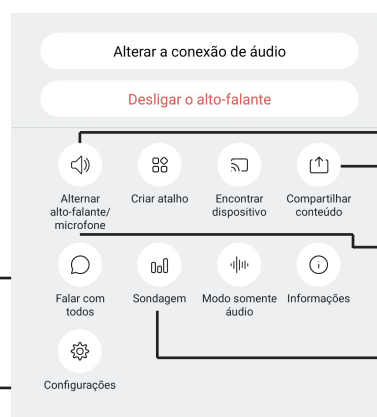 Alterar a conexão de áudio
Desligar o alto-falante
Alternar
alto-falante/
microfone
Criar atalho
Encontrar
dispositivo
Compartilhar
conteúdo
Falar com
todos
Sondagem
Modo somente
áudio
Informações
Configurações